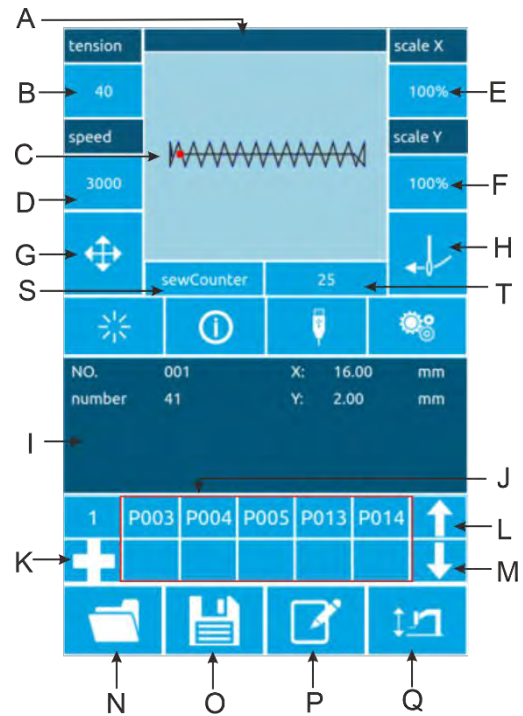 A
tension
scale X
B
40
100%
E
speed
scale Y
C
D
3000
100%
F
G
H
S
sewCounter
25
T
NO. 001 X: 16.00 mm
number 41 Y: 2.00 mm
I
J
1 P003 P004 P005 P013 P014
L
K
M
N
O
P
Q